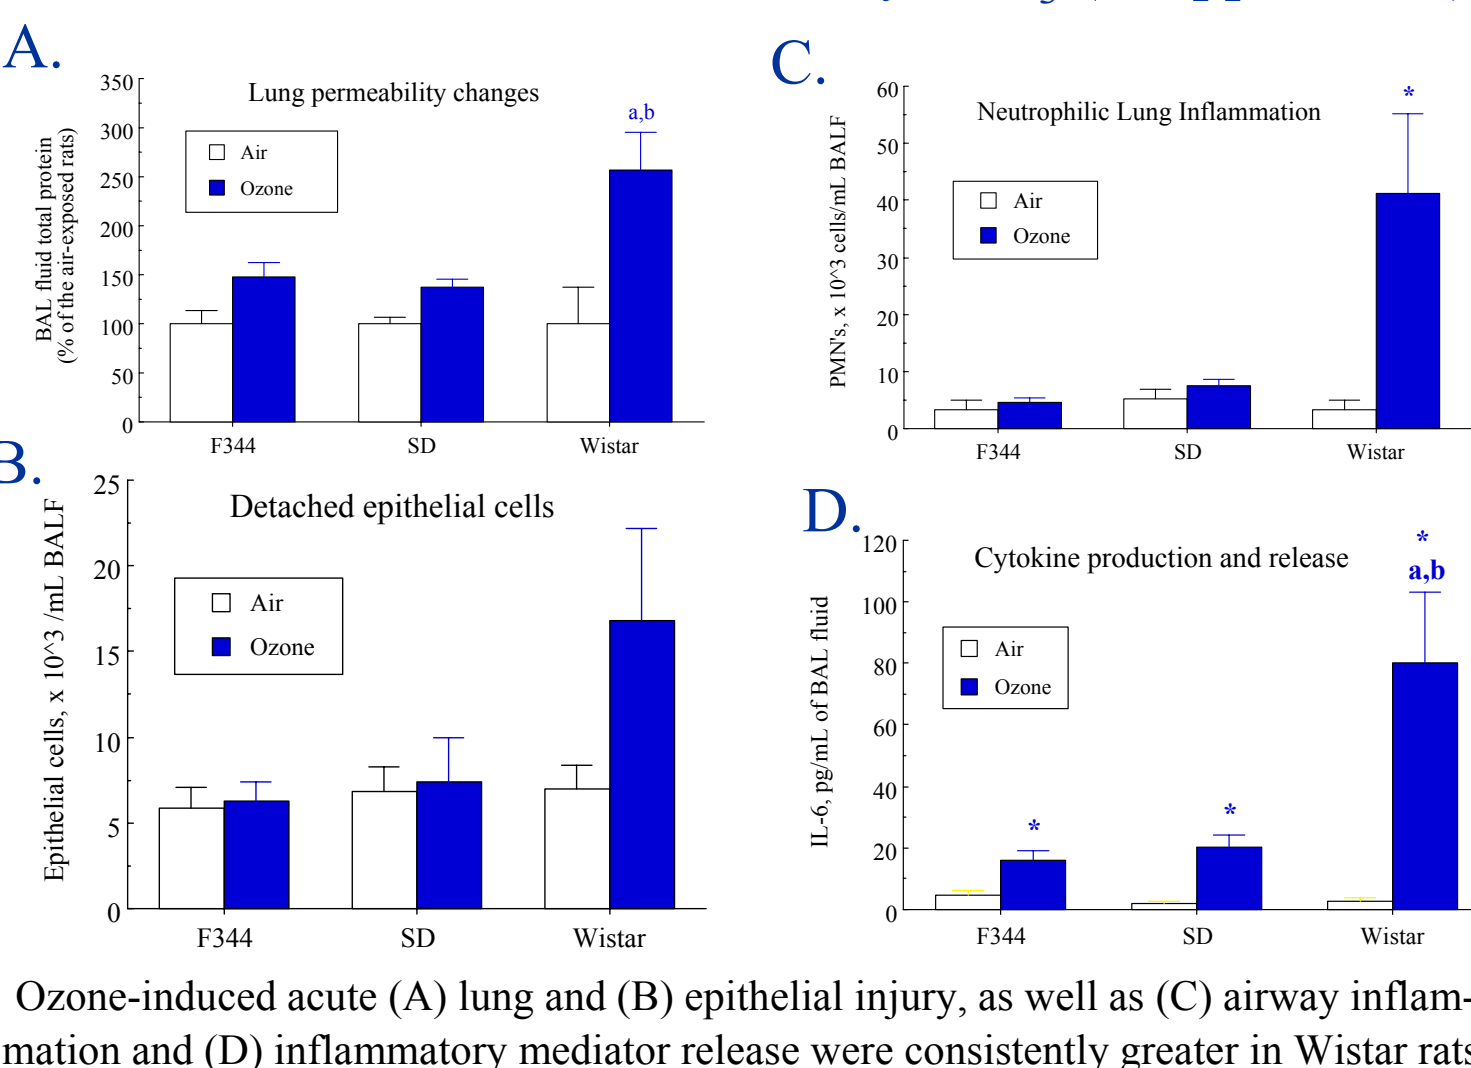 A.
Lung permeability changes
a,b
Air
Ozone
BAL fluid total protein
(% of the air-exposed rats)
350
300
250
200
150
100
50
0
F344 SD Wistar
C.
Neutrophilic Lung Inflammation
*
Air
Ozone
PMN's, x 10^3 cells/mL BALF
60
50
40
30
20
10
0
F344 SD Wistar
B.
Detached epithelial cells
Air
Ozone
Epithelial cells, x 10^3 /mL BALF
25
20
15
10
5
0
F344 SD Wistar
D.
Cytokine production and release
*
a,b
Air
Ozone
*
*
IL-6, pg/mL of BAL fluid
120
100
80
60
40
20
0
F344 SD Wistar
Ozone-induced acute (A) lung and (B) epithelial injury, as well as (C) airway inflam-
mation and (D) inflammatory mediator release were consistently greater in Wistar rats